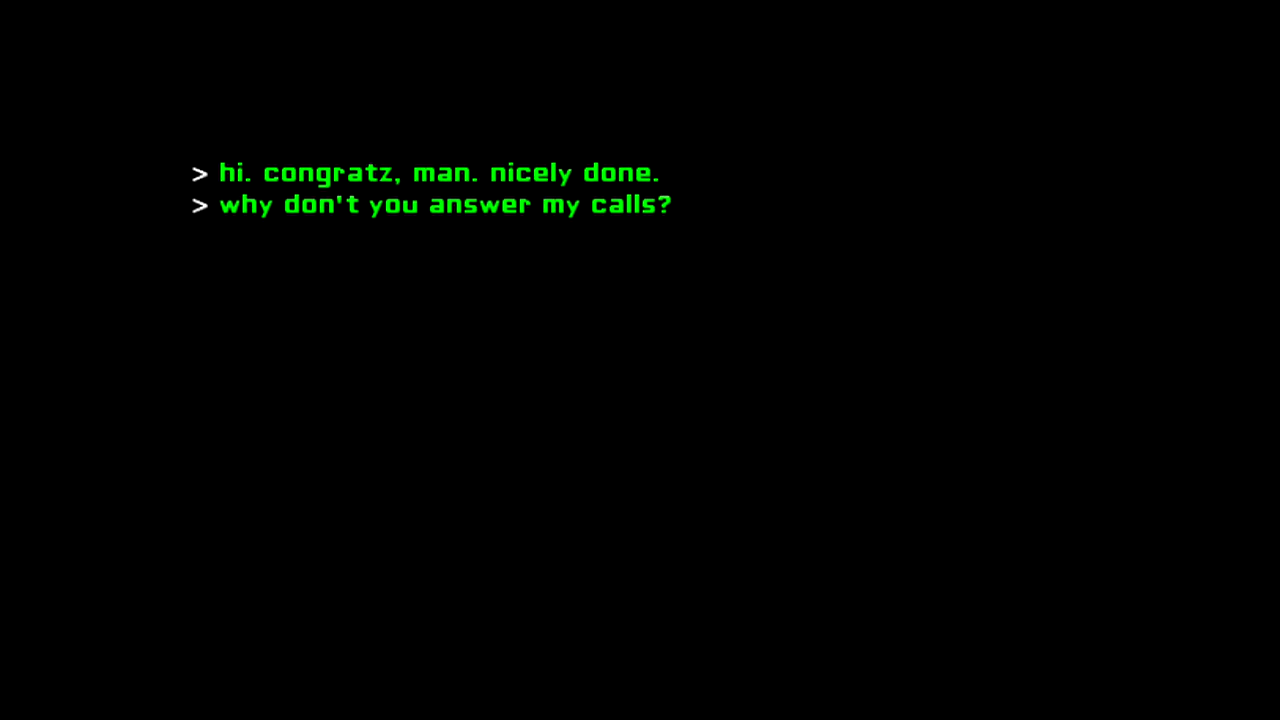 > hi. congratz, man. nicely done.
> why don't you answer my calls?